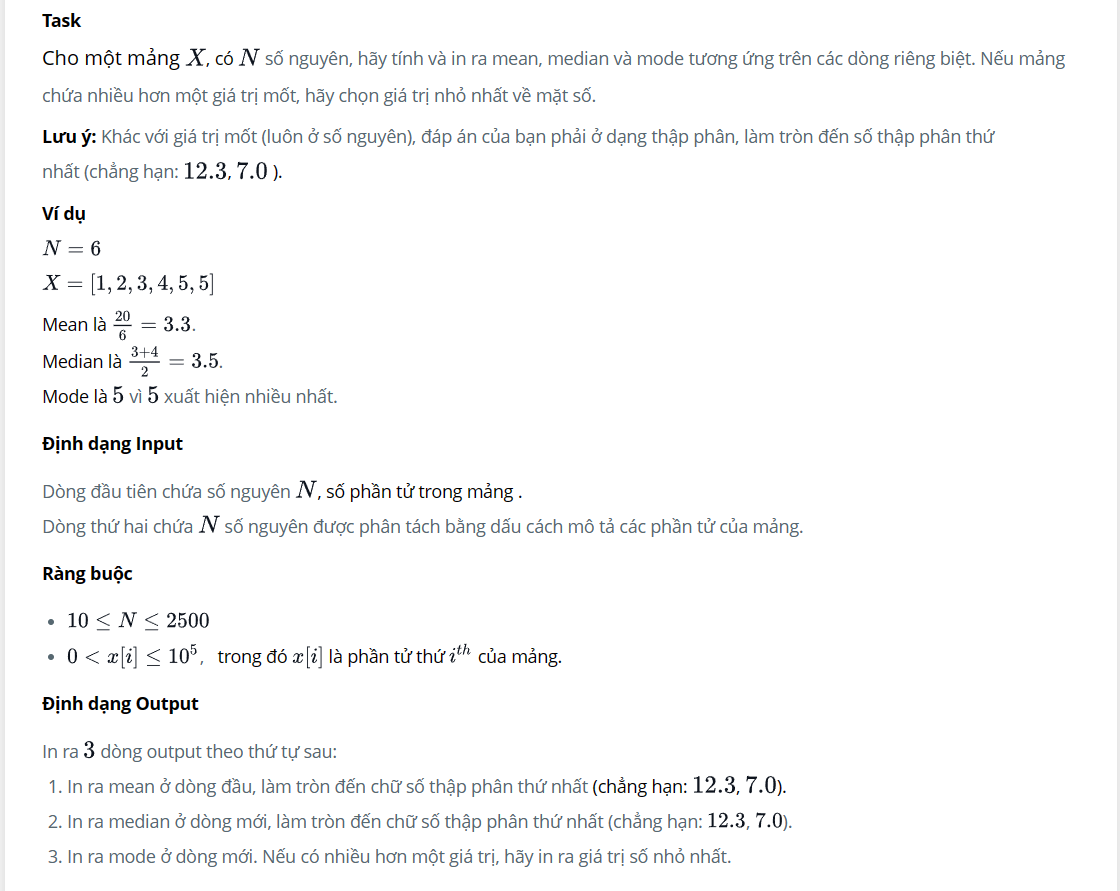 Task
Cho một mảng X, có N số nguyên, hãy tính và in ra mean, median và mode tương ứng trên các dòng riêng biệt. Nếu mảng
chứa nhiều hơn một giá trị mốt, hãy chọn giá trị nhỏ nhất về mặt số.
Lưu ý: Khác với giá trị mốt (luôn ở số nguyên), đáp án của bạn phải ở dạng thập phân, làm tròn đến số thập phân thứ
nhất (chẳng hạn: 12.3, 7.0 ).
Ví dụ
N = 6
X = [1, 2, 3, 4, 5, 5]
Mean là 20/6 = 3.3.
Median là (3+4)/2 = 3.5.
Mode là 5 vì 5 xuất hiện nhiều nhất.
Định dạng Input
Dòng đầu tiên chứa số nguyên N, số phần tử trong mảng .
Dòng thứ hai chứa N số nguyên được phân tách bằng dấu cách mô tả các phần tử của mảng.
Ràng buộc
• 10 ≤ N ≤ 2500
• 0 < x[i] ≤ 10^5, trong đó x[i] là phần tử thứ i^th của mảng.
Định dạng Output
In ra 3 dòng output theo thứ tự sau:
1. In ra mean ở dòng đầu, làm tròn đến chữ số thập phân thứ nhất (chẳng hạn: 12.3, 7.0).
2. In ra median ở dòng mới, làm tròn đến chữ số thập phân thứ nhất (chẳng hạn: 12.3, 7.0).
3. In ra mode ở dòng mới. Nếu có nhiều hơn một giá trị, hãy in ra giá trị số nhỏ nhất.